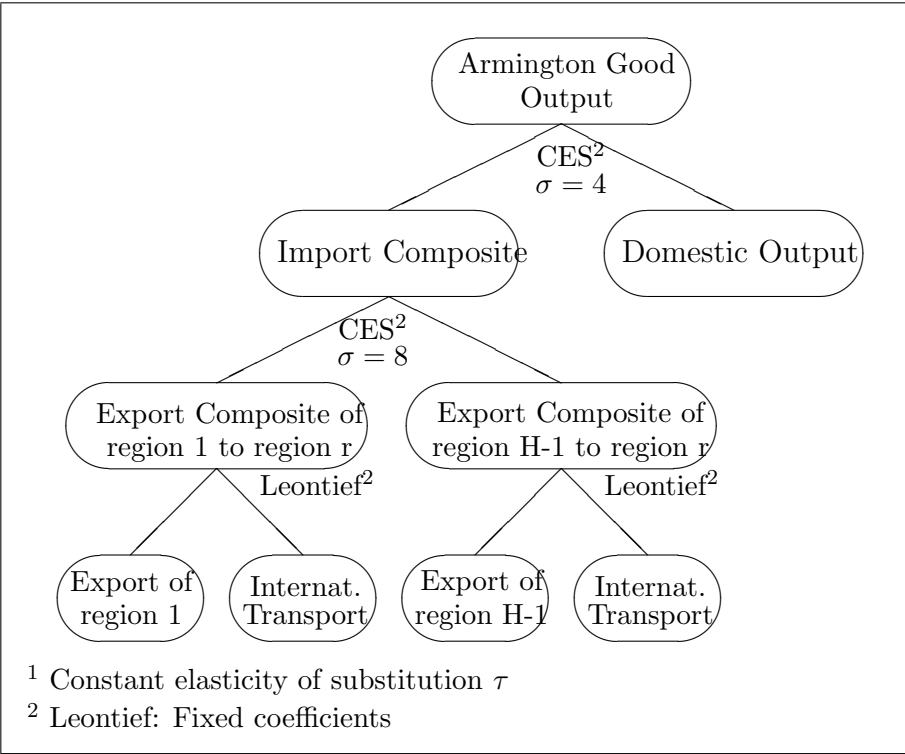 Armington Good
Output
CES²
σ = 4
Import Composite
Domestic Output
CES²
σ = 8
Export Composite of
region 1 to region r
Export Composite of
region H-1 to region r
Leontief²
Leontief²
Export of
region 1
Internat.
Transport
Export of
region H-1
Internat.
Transport
¹ Constant elasticity of substitution τ
² Leontief: Fixed coefficients